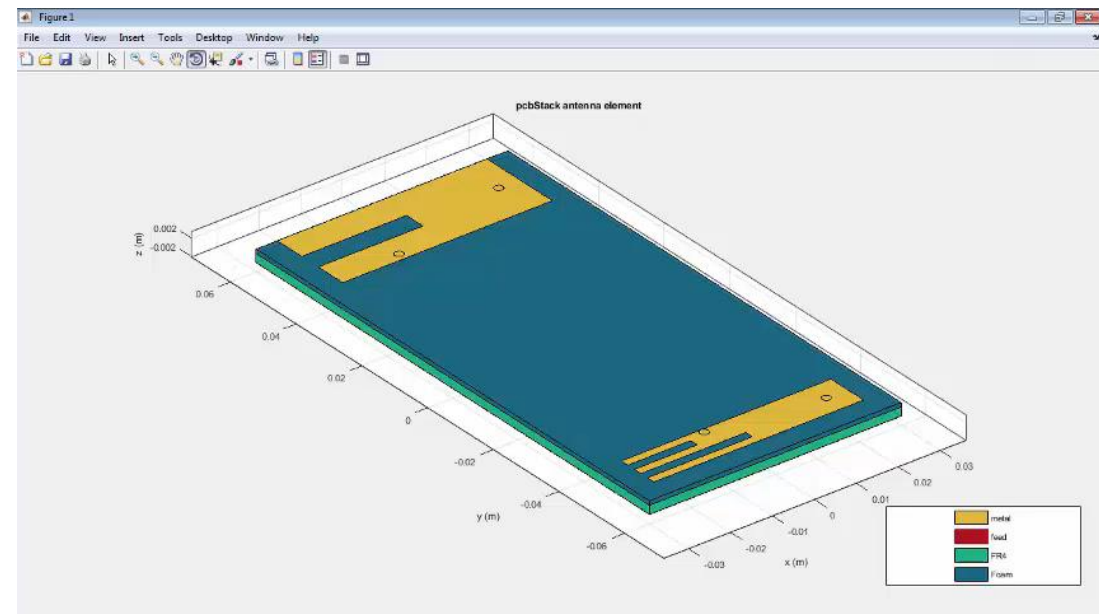 Figure 1
File Edit View Insert Tools Desktop Window Help
pcbStack antenna element
0.002
-0.002
z (m)
0.06
0.04
0.02
0
-0.02
-0.04
-0.06
y (m)
0.03
0.02
0.01
0
-0.01
-0.02
-0.03
x (m)
metal
feed
FR4
Foam